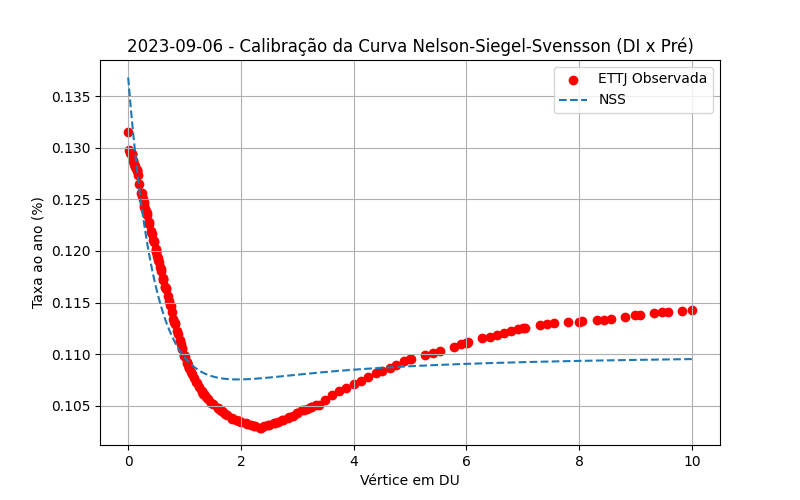 2023-09-06 - Calibração da Curva Nelson-Siegel-Svensson (DI x Pré)
ETTJ Observada
NSS
0.135
0.130
0.125
0.120
0.115
0.110
0.105
Taxa ao ano (%)
0 2 4 6 8 10
Vértice em DU